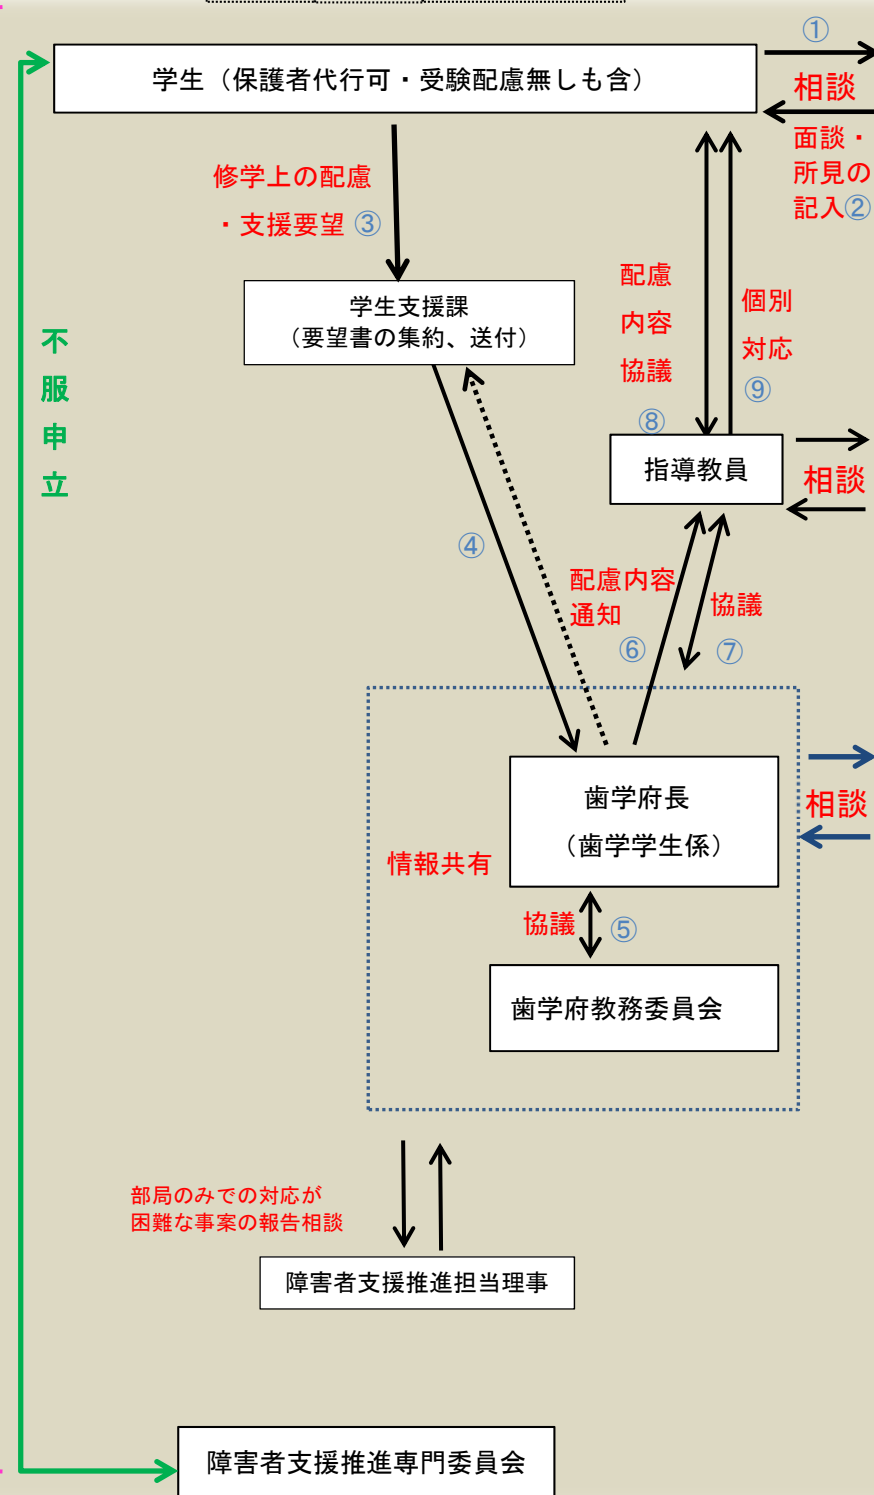 ①
学生（保護者代行可・受験配慮無しも含）
相談
面談・
所見の
記入②
修学上の配慮
・支援要望 ③
学生支援課
（要望書の集約、送付）
配慮
内容
協議
⑧
個別
対応
⑨
不
服
申
立
指導教員
相談
④
配慮内容
通知
⑥
協議
⑦
歯学府長
（歯学学生係）
相談
情報共有
協議
⑤
歯学府教務委員会
部局のみでの対応が
困難な事案の報告相談
障害者支援推進担当理事
障害者支援推進専門委員会